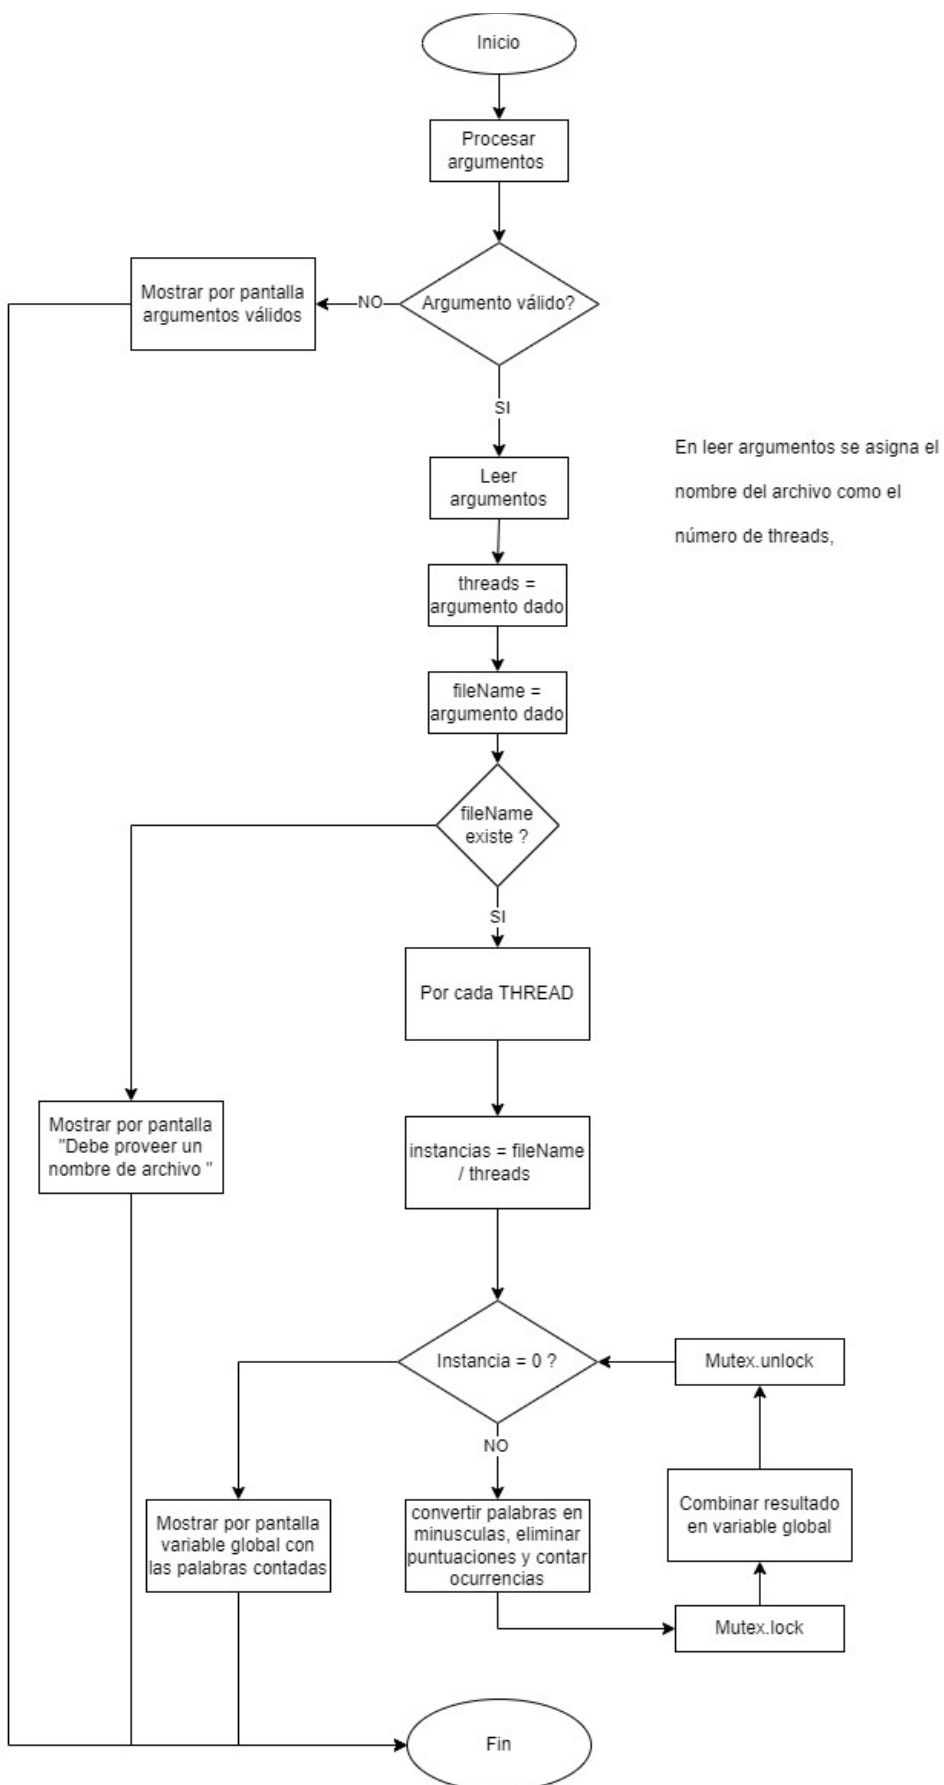 Inicio
Procesar
argumentos
Mostrar por pantalla
argumentos válidos
NO
Argumento válido?
SI
En leer argumentos se asigna el
nombre del archivo como el
número de threads,
Leer
argumentos
threads =
argumento dado
fileName =
argumento dado
fileName
existe ?
SI
Por cada THREAD
Mostrar por pantalla
"Debe proveer un
nombre de archivo "
instancias = fileName
/ threads
Instancia = 0 ?
Mutex.unlock
NO
Mostrar por pantalla
variable global con
las palabras contadas
convertir palabras en
minusculas, eliminar
puntuaciones y contar
ocurrencias
Combinar resultado
en variable global
Mutex.lock
Fin